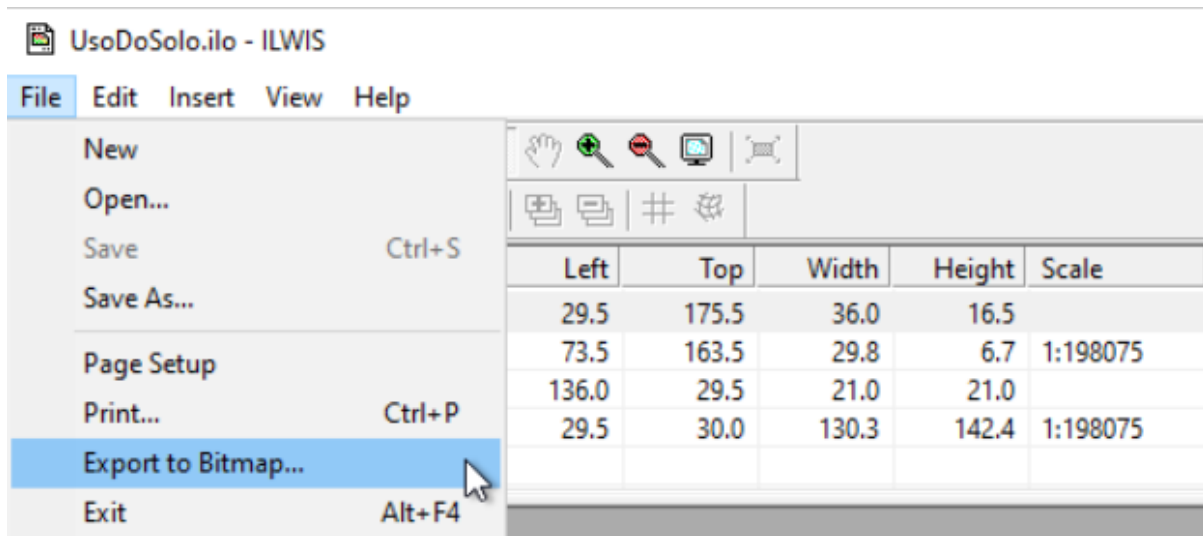 UsoDoSolo.ilo - ILWIS
File Edit Insert View Help
New
Open...
Save Ctrl+S
Save As...
Page Setup
Print... Ctrl+P
Export to Bitmap...
Exit Alt+F4
Left Top Width Height Scale
29.5 175.5 36.0 16.5
73.5 163.5 29.8 6.7 1:198075
136.0 29.5 21.0 21.0
29.5 30.0 130.3 142.4 1:198075